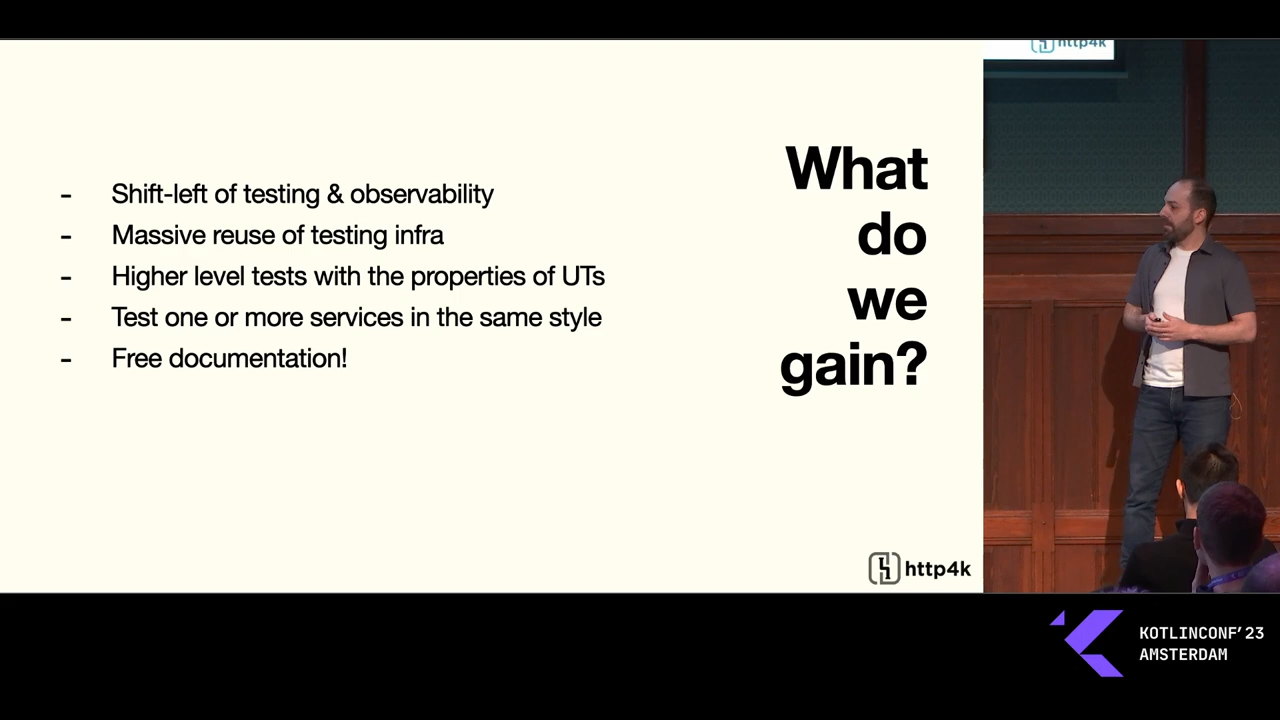 http4k
- Shift-left of testing & observability
- Massive reuse of testing infra
- Higher level tests with the properties of UTs
- Test one or more services in the same style
- Free documentation!
What
do
we
gain?
http4k
KOTLINCONF'23
AMSTERDAM